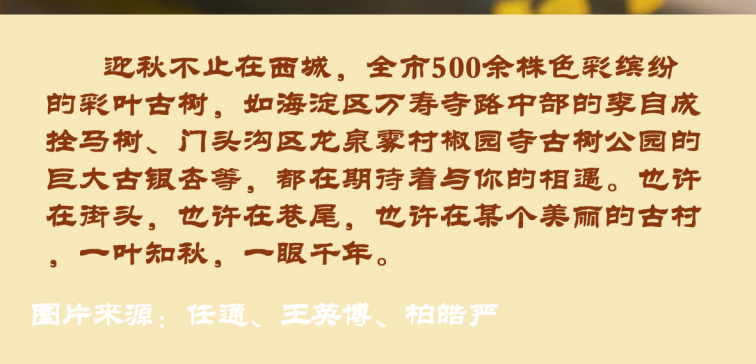 迎秋不止在西城，全市500余株色彩缤纷
的彩叶古树，如海淀区万寿寺路中部的李自成
拴马树、门头沟区龙泉雾村椒园寺古树公园的
巨大古银杏等，都在期待着与你的相遇。也许
在街头，也许在巷尾，也许在某个美丽的古村
，一叶知秋，一眼千年。
图片来源：任通、王英博、柏皓严